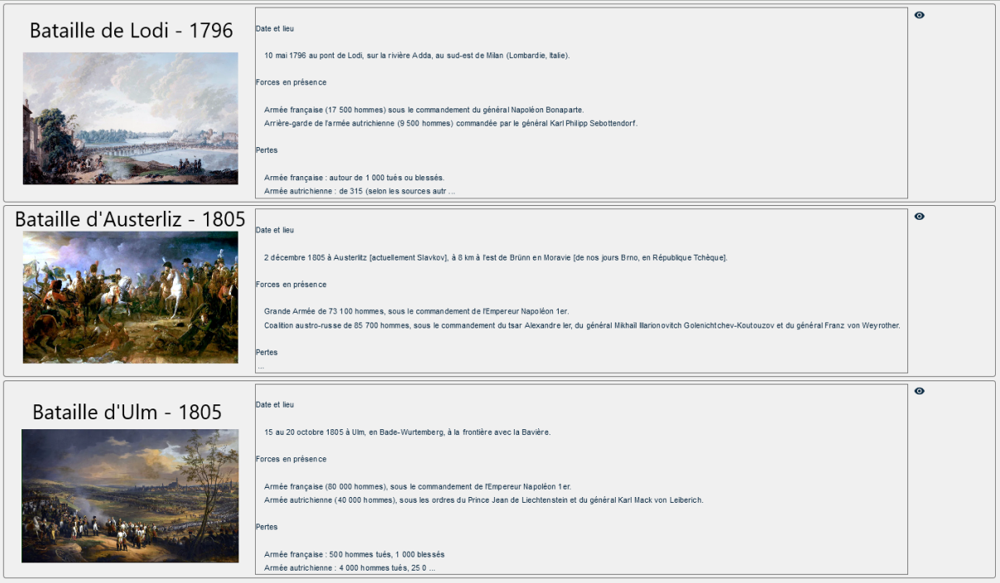 Bataille de Lodi - 1796
Date et lieu
10 mai 1796 au pont de Lodi, sur la rivière Adda, au sud-est de Milan (Lombardie, Italie).
Forces en présence
Armée française (17 500 hommes) sous le commandement du général Napoléon Bonaparte.
Arrière-garde de l'armée autrichienne (9 500 hommes) commandée par le général Karl Philipp Sebottendorf.
Pertes
Armée française : autour de 1 000 tués ou blessés.
Armée autrichienne : de 315 (selon les sources autr ...
Bataille d'Austerliz - 1805
Date et lieu
2 décembre 1805 à Austerlitz [actuellement Slavkov], à 8 km à l'est de Brünn en Moravie [de nos jours Brno, en République Tchèque].
Forces en présence
Grande Armée de 73 100 hommes, sous le commandement de l'Empereur Napoléon 1er.
Coalition austro-russe de 85 700 hommes, sous le commandement du tsar Alexandre Ier, du général Mikhaïl Illarionovitch Golenichtchev-Koutouzov et du général Franz von Weyrother.
Pertes
...
Bataille d'Ulm - 1805
Date et lieu
15 au 20 octobre 1805 à Ulm, en Bade-Wurtemberg, à la frontière avec la Bavière.
Forces en présence
Armée française (80 000 hommes), sous le commandement de l'Empereur Napoléon 1er.
Armée autrichienne (40 000 hommes), sous les ordres du Prince Jean de Liechtenstein et du général Karl Mack von Leiberich.
Pertes
Armée française : 500 hommes tués, 1 000 blessés
Armée autrichienne : 4 000 hommes tués, 25 0 ...